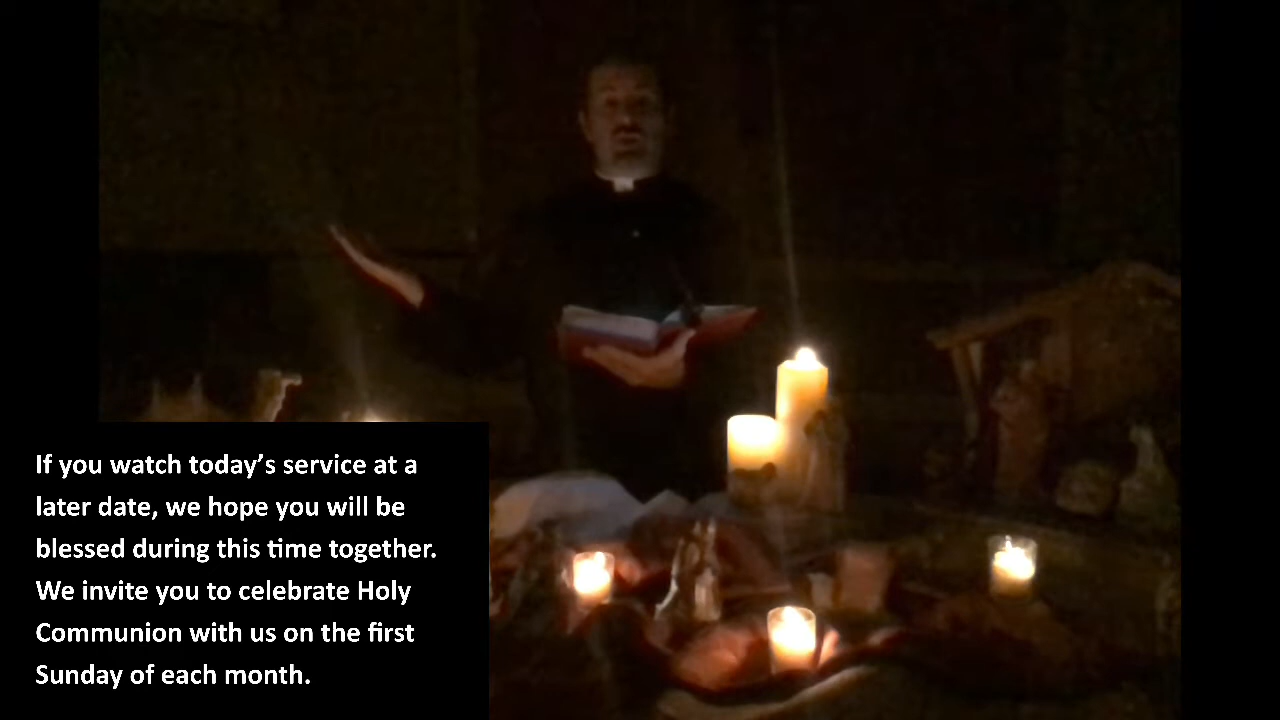 If you watch today’s service at a
later date, we hope you will be
blessed during this time together.
We invite you to celebrate Holy
Communion with us on the first
Sunday of each month.